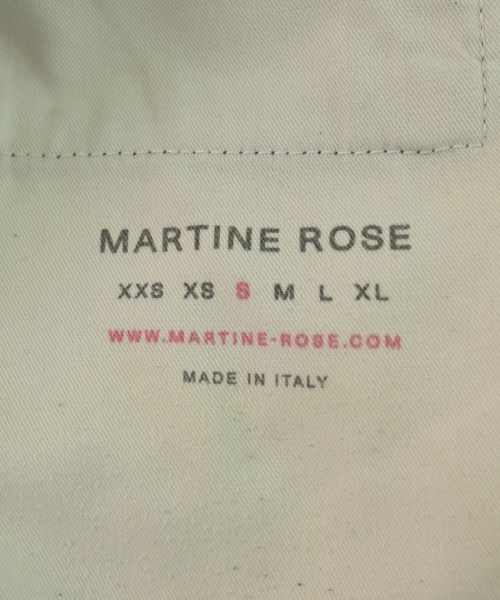 MARTINE ROSE
XXS XS S M L XL
WWW.MARTINE-ROSE.COM
MADE IN ITALY